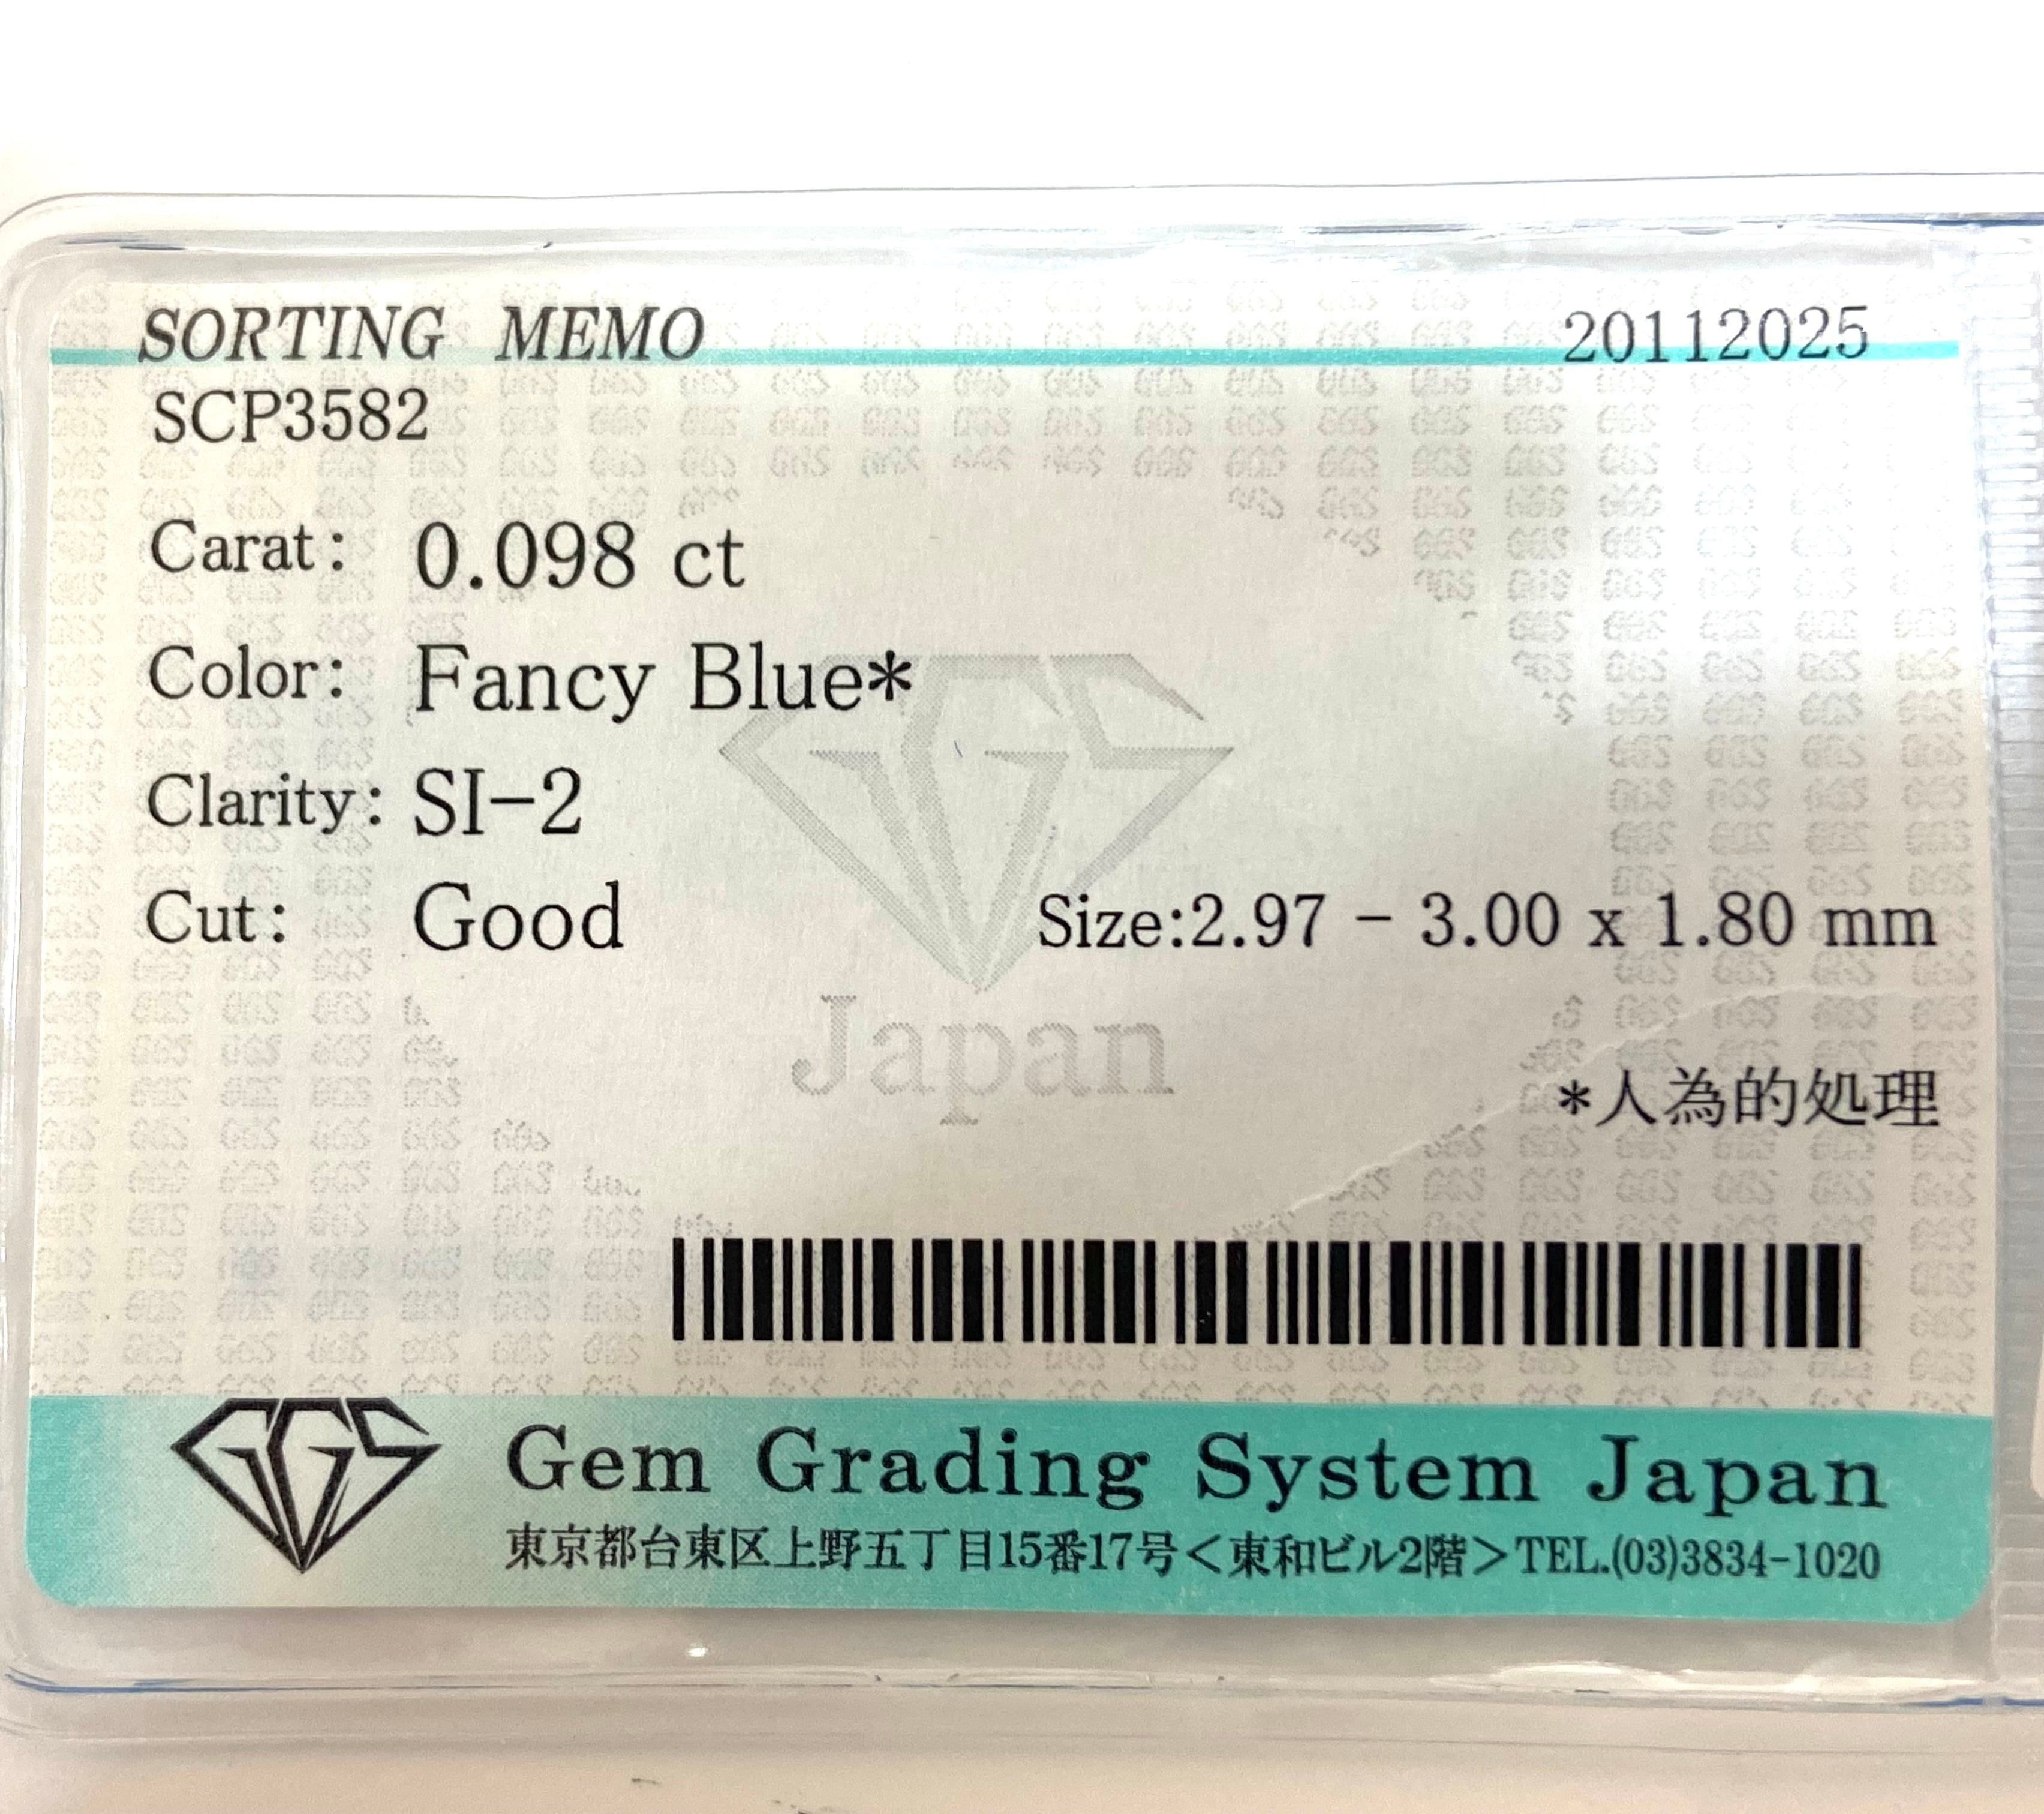 SORTING MEMO 20112025
SCP3582
Carat: 0.098 ct
Color: Fancy Blue*
Clarity: SI-2
Cut: Good Size:2.97 - 3.00 x 1.80 mm
GGS
Japan
*人為的処理
GGS Gem Grading System Japan
東京都台東区上野五丁目15番17号<東和ビル2階>TEL.(03)3834-1020